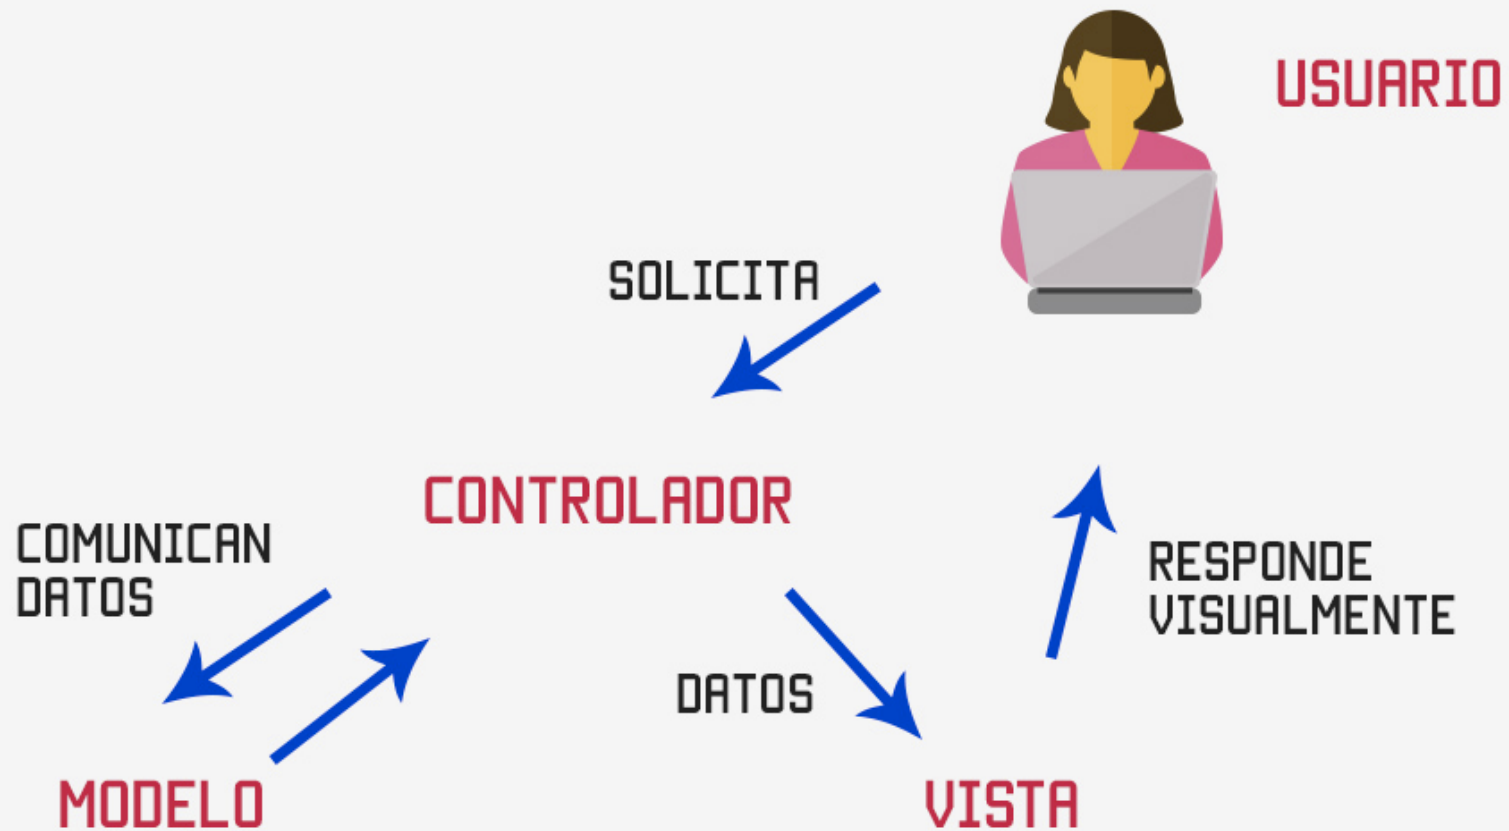 USUARIO
SOLICITA
CONTROLADOR
COMUNICAN
DATOS
RESPONDE
VISUALMENTE
DATOS
MODELO
VISTA